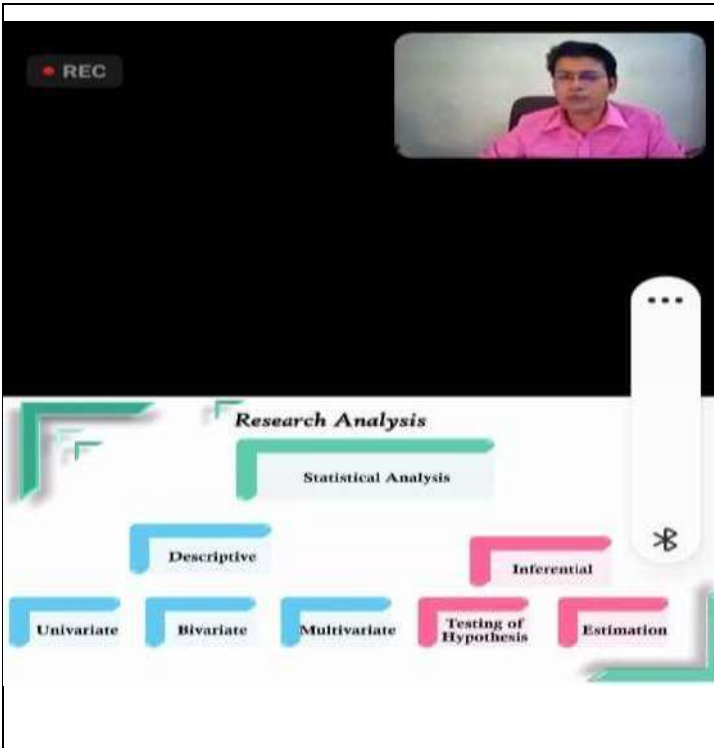 REC
Research Analysis
Statistical Analysis
Descriptive
Inferential
Univariate
Bivariate
Multivariate
Testing of
Hypothesis
Estimation